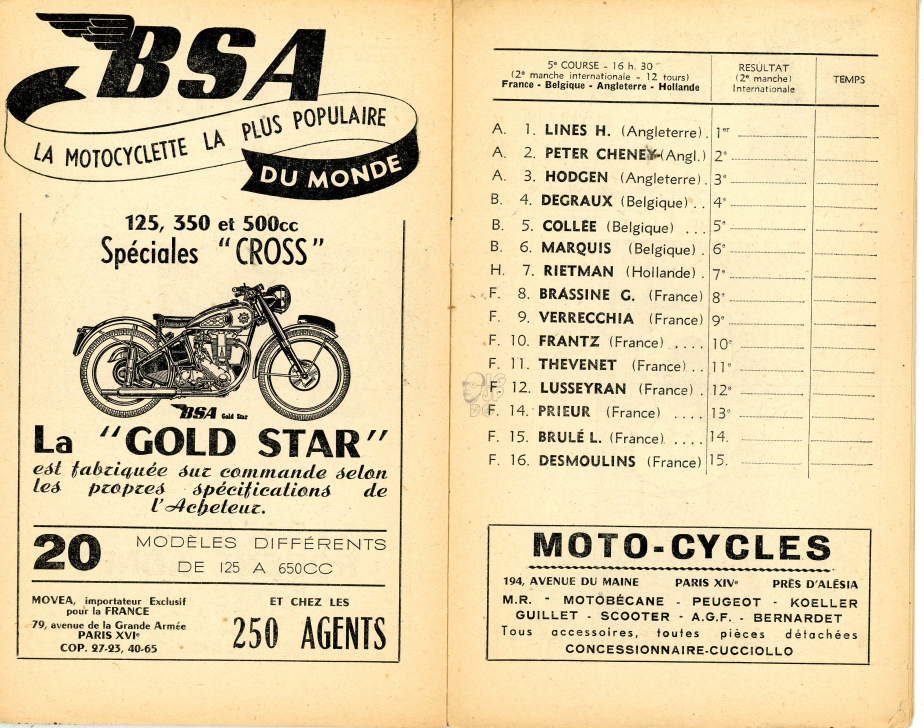 BSA
LA MOTOCYCLETTE LA PLUS POPULAIRE
DU MONDE
125, 350 et 500cc
Spéciales "CROSS"
BSA Gold Star
La "GOLD STAR"
est fabriquée sur commande selon
les propres spécifications de
l'Acheteur.
20 MODÈLES DIFFÉRENTS
DE 125 A 650CC
MOVEA, importateur Exclusif
pour la FRANCE
79, avenue de la Grande Armée
PARIS XVIe
COP. 27-23, 40-65
ET CHEZ LES
250 AGENTS
5e COURSE - 16 h. 30
(2e manche internationale - 12 tours)
France - Belgique - Angleterre - Hollande
RESULTAT
(2e manche)
Internationale
TEMPS
A. 1. LINES H. (Angleterre) . 1er
A. 2. PETER CHENEY (Angl.) 2e
A. 3. HODGEN (Angleterre) . 3e
B. 4. DEGRAUX (Belgique) . . 4e
B. 5. COLLÉE (Belgique) . . . 5e
B. 6. MARQUIS (Belgique) . 6e
H. 7. RIETMAN (Hollande) . 7e
F. 8. BRASSINE G. (France) 8e
F. 9. VERRECCHIA (France) 9e
F. 10. FRANTZ (France) . . . . 10e
F. 11. THEVENET (France) . . 11e
F. 12. LUSSEYRAN (France) . 12e
F. 14. PRIEUR (France) . . . . 13e
F. 15. BRULÉ L. (France) . . . . 14.
F. 16. DESMOULINS (France) 15.
MOTO-CYCLES
194, AVENUE DU MAINE PARIS XIVe PRÈS D'ALÉSIA
M.R. - MOTOBÉCANE - PEUGEOT - KOELLER
GUILLET - SCOOTER - A.G.F. - BERNARDET
Tous accessoires, toutes pièces détachées
CONCESSIONNAIRE-CUCCIOLLO